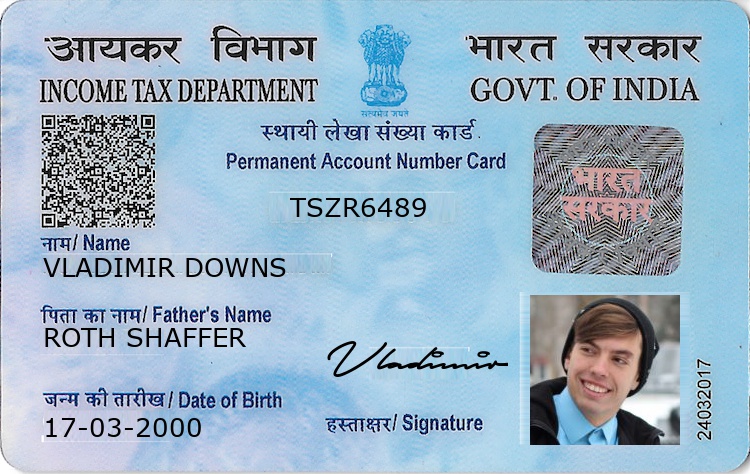 आयकर विभाग
INCOME TAX DEPARTMENT
सत्यमेव जयते
भारत सरकार
GOVT. OF INDIA
स्थायी लेखा संख्या कार्ड
Permanent Account Number Card
TSZR6489
भारत
सरकार
नाम/ Name
VLADIMIR DOWNS
पिता का नाम/ Father's Name
ROTH SHAFFER
Vladimir
जन्म की तारीख / Date of Birth
17-03-2000
हस्ताक्षर/ Signature
24032017